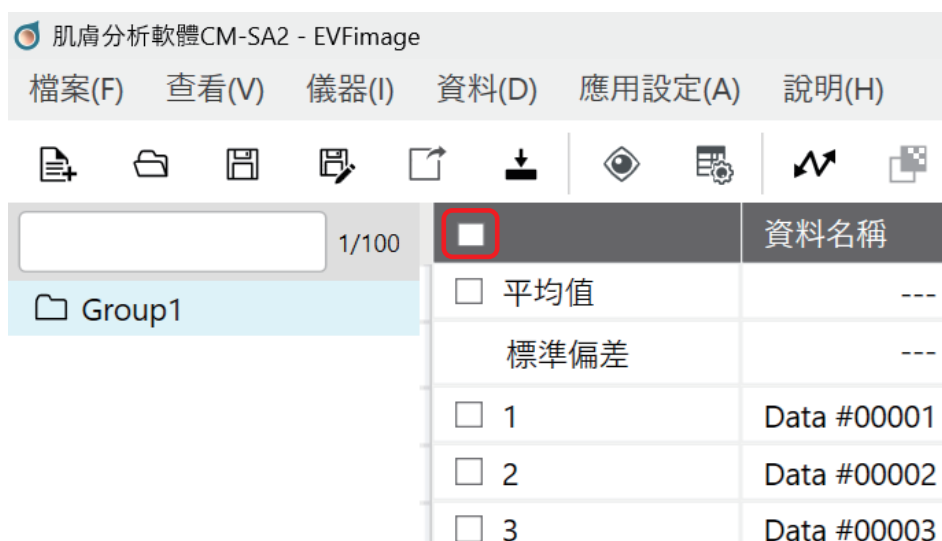 肌膚分析軟體CM-SA2 - EVFimage
檔案(F) 查看(V) 儀器(I) 資料(D) 應用設定(A) 說明(H)
1/100
資料名稱
Group1
平均值 ---
標準偏差 ---
1 Data #00001
2 Data #00002
3 Data #00003